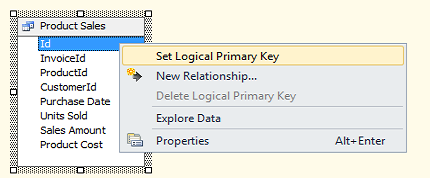 Product Sales
Id
InvoiceId
ProductId
CustomerId
Purchase Date
Units Sold
Sales Amount
Product Cost
Set Logical Primary Key
New Relationship...
Delete Logical Primary Key
Explore Data
Properties Alt+Enter